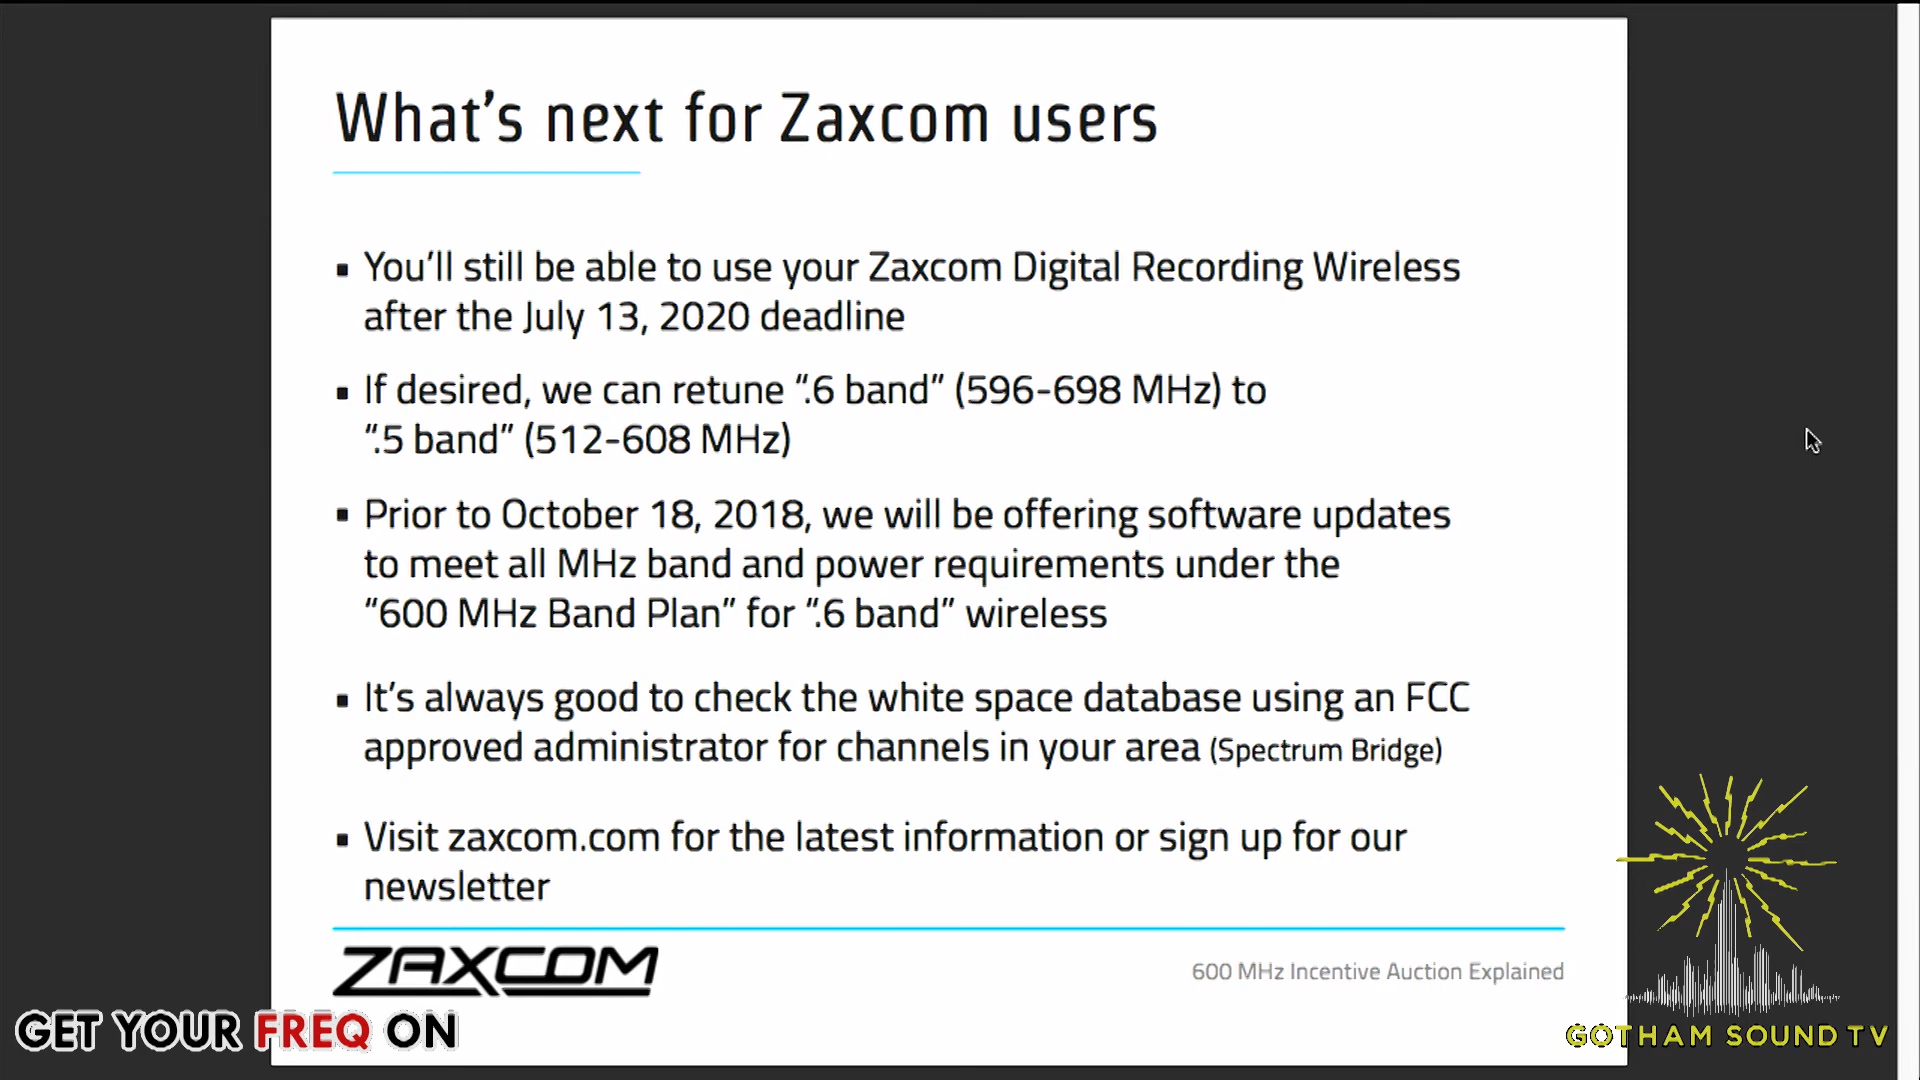 What's next for Zaxcom users
▪ You'll still be able to use your Zaxcom Digital Recording Wireless
after the July 13, 2020 deadline
▪ If desired, we can retune “.6 band” (596-698 MHz) to
“.5 band” (512-608 MHz)
▪ Prior to October 18, 2018, we will be offering software updates
to meet all MHz band and power requirements under the
“600 MHz Band Plan” for “.6 band” wireless
▪ It's always good to check the white space database using an FCC
approved administrator for channels in your area (Spectrum Bridge)
▪ Visit zaxcom.com for the latest information or sign up for our
newsletter
ZAXCOM
600 MHz Incentive Auction Explained
GET YOUR FREQ ON
GOTHAM SOUND TV